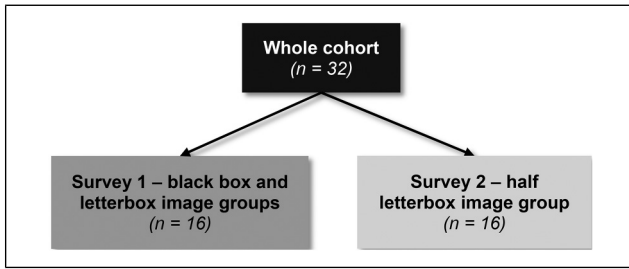 Whole cohort
(n = 32)
Survey 1 – black box and
letterbox image groups
(n = 16)
Survey 2 – half
letterbox image group
(n = 16)